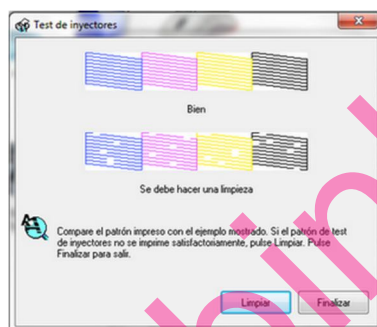 Test de inyectores
Bien
Se debe hacer una limpieza
Compare el patrón impreso con el ejemplo mostrado. Si el patrón de test
de inyectores no se imprime satisfactoriamente, pulse Limpiar. Pulse
Finalizar para salir.
Limpiar Finalizar